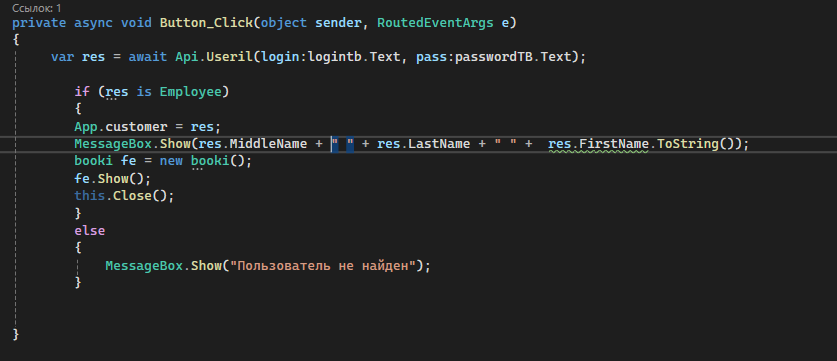 Ссылок: 1
private async void Button_Click(object sender, RoutedEventArgs e)
{
var res = await Api.Useril(login:logintb.Text, pass:passwordTB.Text);
if (res is Employee)
{
App.customer = res;
MessageBox.Show(res.MiddleName + " " + res.LastName + " " +  res.FirstName.ToString());
booki fe = new booki();
fe.Show();
this.Close();
}
else
{
MessageBox.Show("Пользователь не найден");
}
}